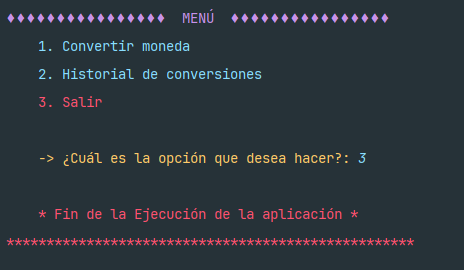 ♦♦♦♦♦♦♦♦♦♦♦♦♦♦♦♦ MENÚ ♦♦♦♦♦♦♦♦♦♦♦♦♦♦♦♦
1. Convertir moneda
2. Historial de conversiones
3. Salir
-> ¿Cuál es la opción que desea hacer?: 3
* Fin de la Ejecución de la aplicación *
***************************************************